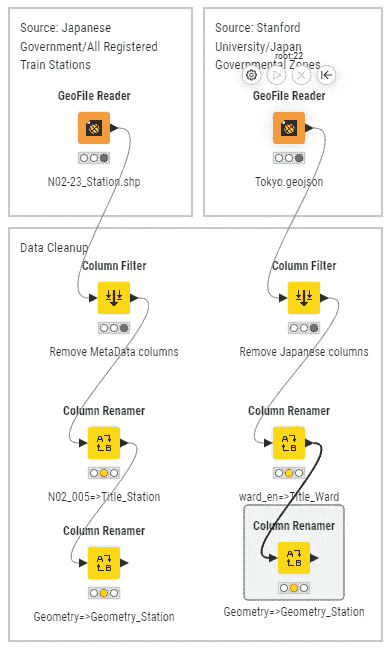 Source: Japanese
Government/All Registered
Train Stations
GeoFile Reader
N02-23_Station.shp
Source: Stanford
University/Japan
Governmental Zones
root:22
GeoFile Reader
Tokyo.geojson
Data Cleanup
Column Filter
Remove MetaData columns
Column Filter
Remove Japanese columns
Column Renamer
A
B
N02_005=>Title_Station
Column Renamer
A
B
ward_en=>Title_Ward
Column Renamer
A
B
Geometry=>Geometry_Station
Column Renamer
A
B
Geometry=>Geometry_Station